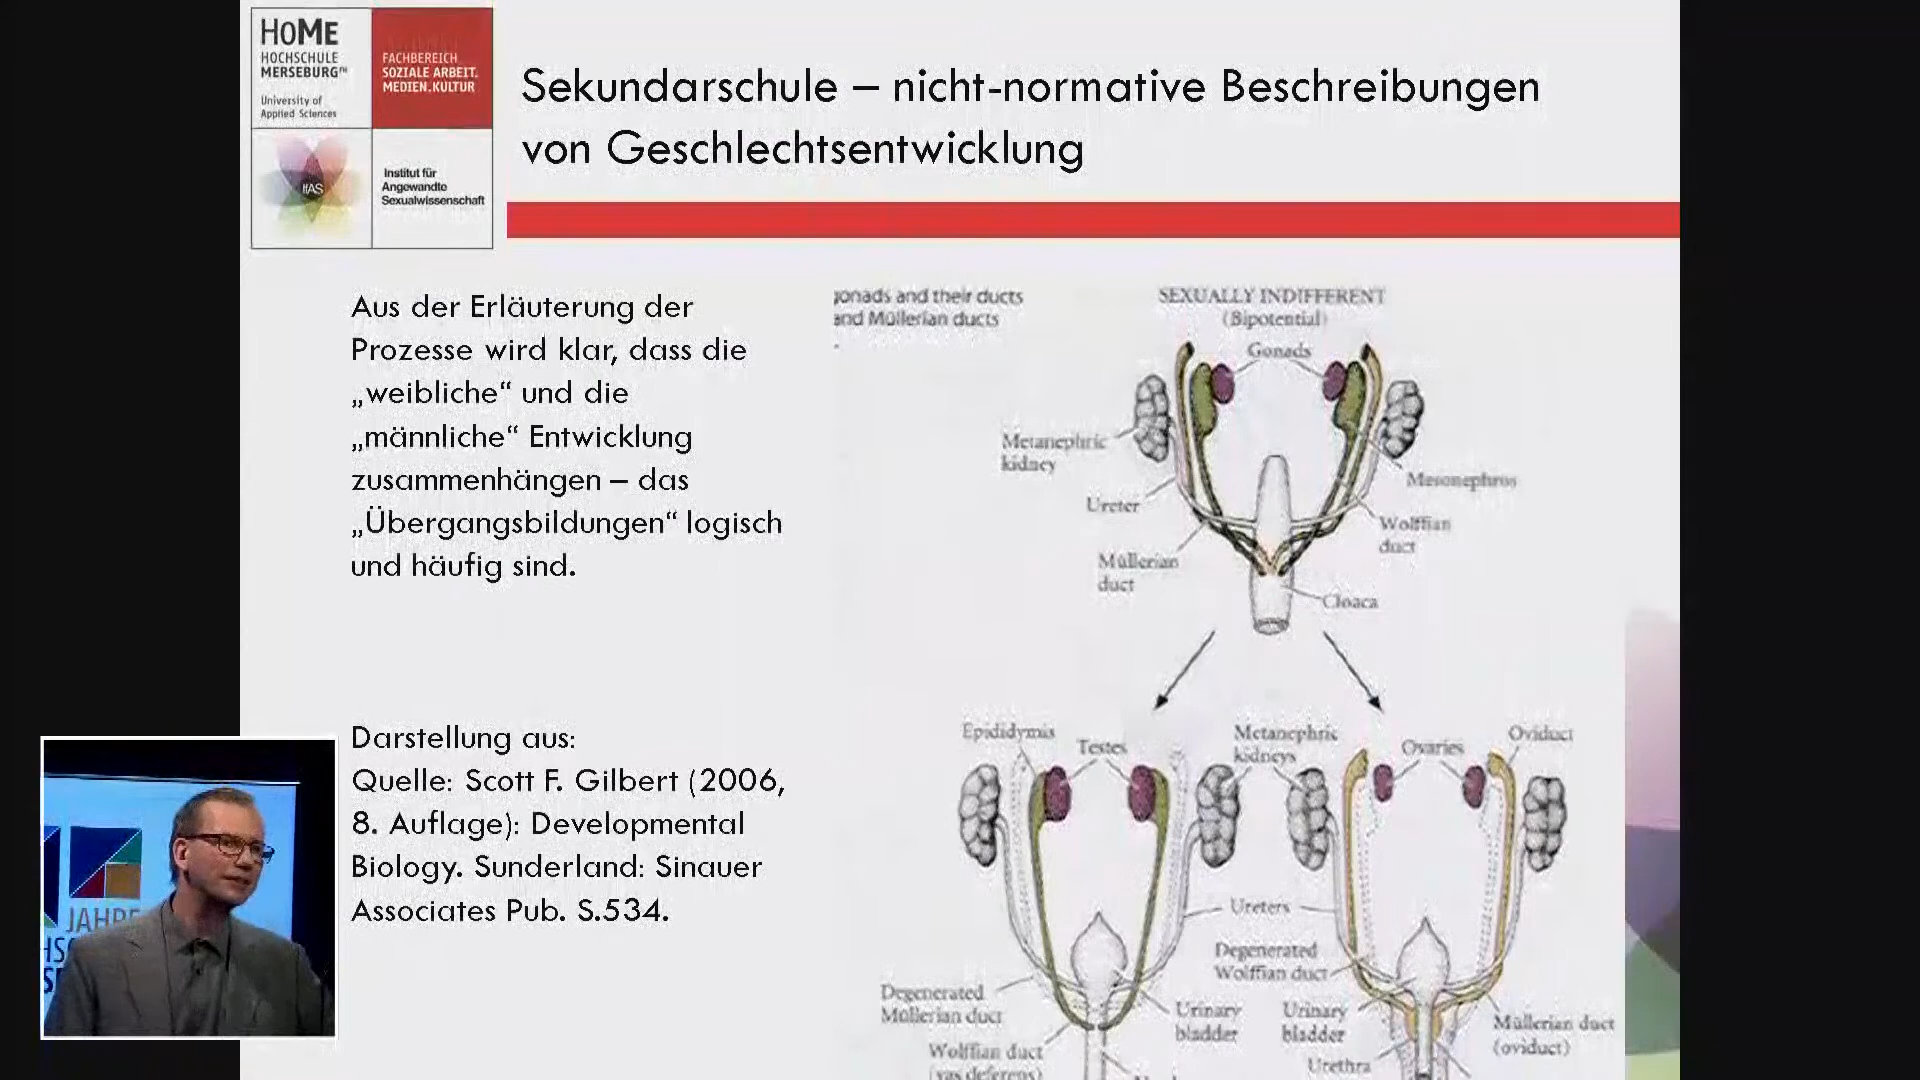 HoMe
HOCHSCHULE
MERSEBURG
University of
Applied Sciences
FACHBEREICH
SOZIALE ARBEIT.
MEDIEN.KULTUR
IfAS
Institut für
Angewandte
Sexualwissenschaft
Sekundarschule – nicht-normative Beschreibungen
von Geschlechtsentwicklung
Aus der Erläuterung der
Prozesse wird klar, dass die
„weibliche“ und die
„männliche“ Entwicklung
zusammenhängen – das
„Übergangsbildungen“ logisch
und häufig sind.
Darstellung aus:
Quelle: Scott F. Gilbert (2006,
8. Auflage): Developmental
Biology. Sunderland: Sinauer
Associates Pub. S.534.
gonads and their ducts
and Müllerian ducts
SEXUALLY INDIFFERENT
(Bipotential)
Gonads
Metanephric
kidney
Mesonephros
Ureter
Wolffian
duct
Müllerian
duct
Cloaca
Epididymis
Testes
Metanephric
kidneys
Ovaries
Oviduct
Ureters
Degenerated
Wolffian duct
Degenerated
Müllerian duct
Urinary
bladder
Urinary
bladder
Müllerian duct
(oviduct)
Wolffian duct
(vas deferens)
Urethra
JAHRE